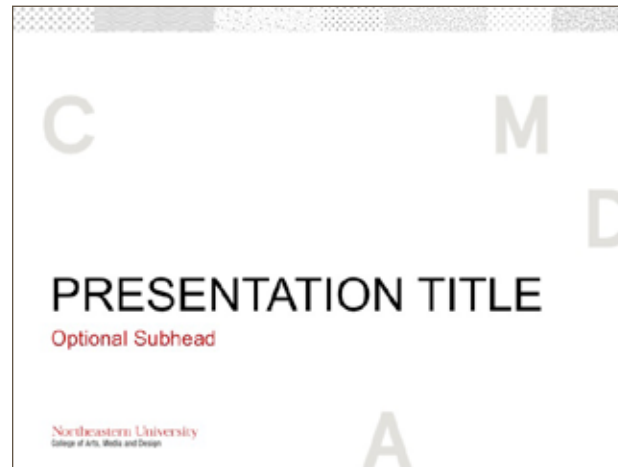 C M
D
PRESENTATION TITLE
Optional Subhead
Northeastern University
College of Arts, Media and Design
A